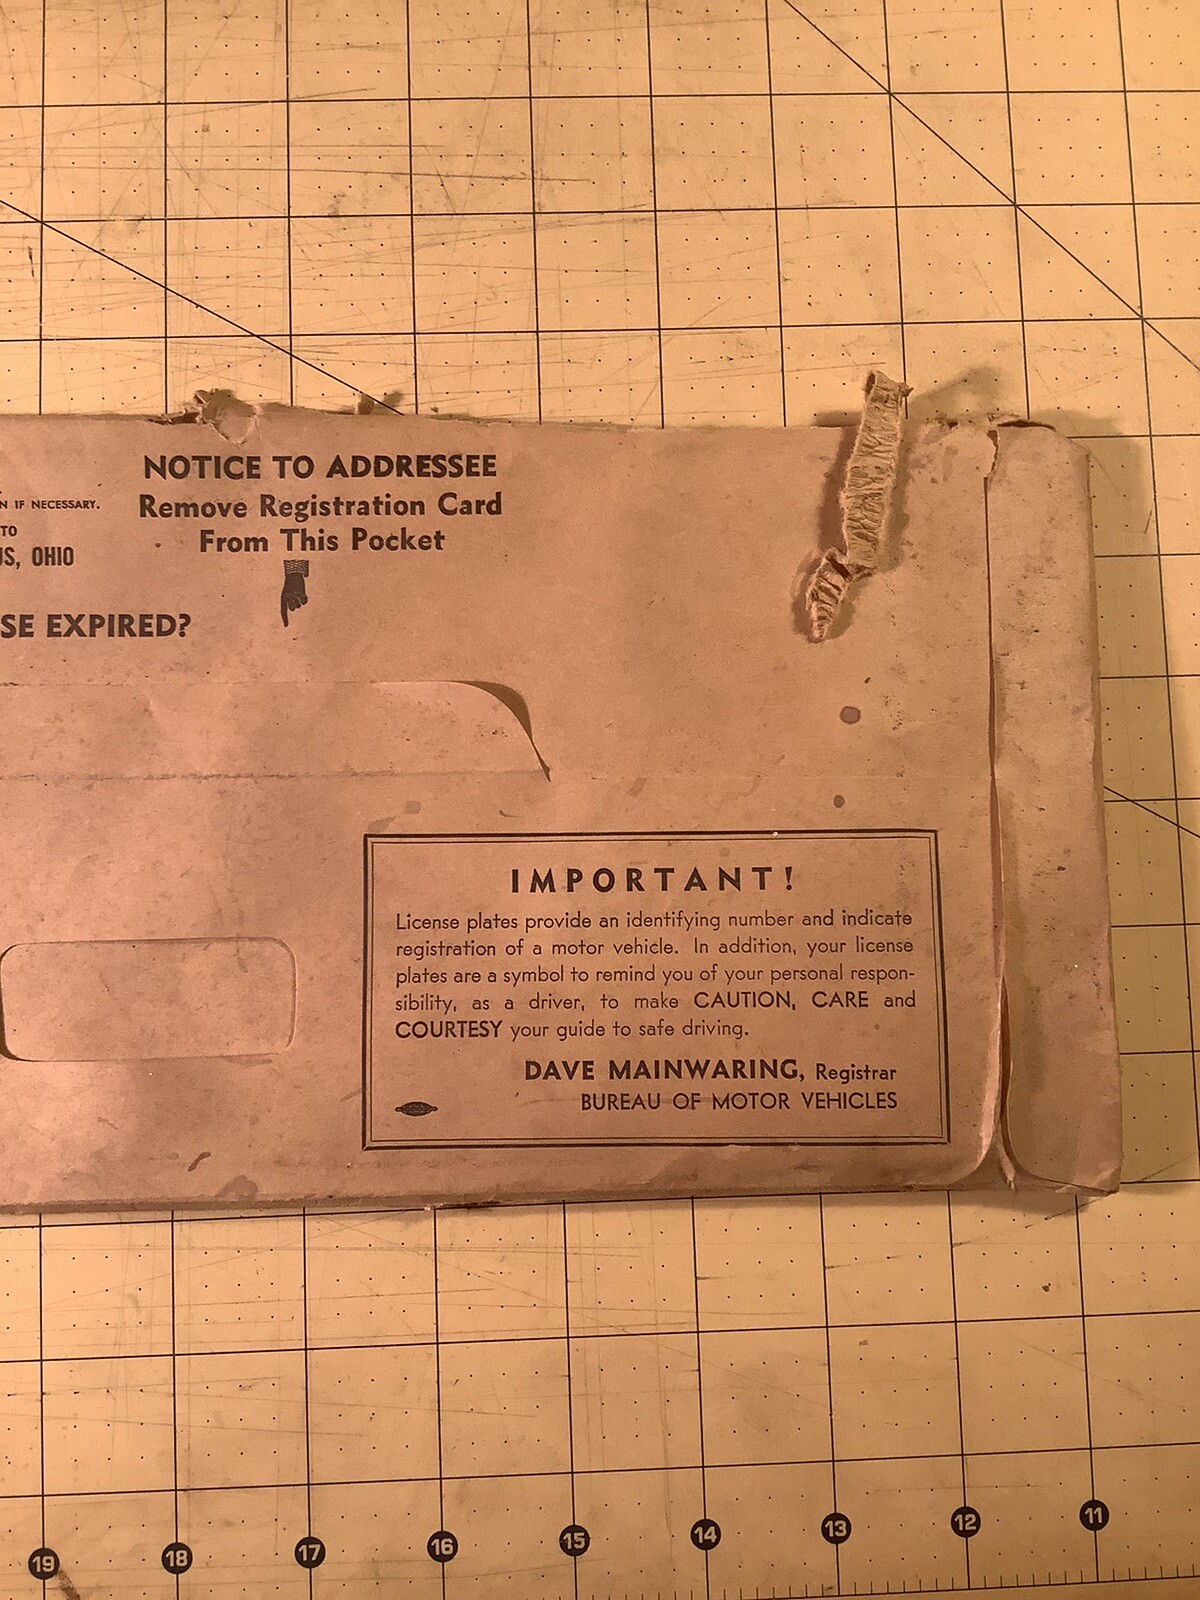 NOTICE TO ADDRESSEE
N IF NECESSARY.
Remove Registration Card
TO
From This Pocket
US, OHIO
SE EXPIRED?
IMPORTANT!
License plates provide an identifying number and indicate
registration of a motor vehicle. In addition, your license
plates are a symbol to remind you of your personal respon-
sibility, as a driver, to make CAUTION, CARE and
COURTESY your guide to safe driving.
DAVE MAINWARING, Registrar
BUREAU OF MOTOR VEHICLES
19 18 17 16 15 14 13 12 11